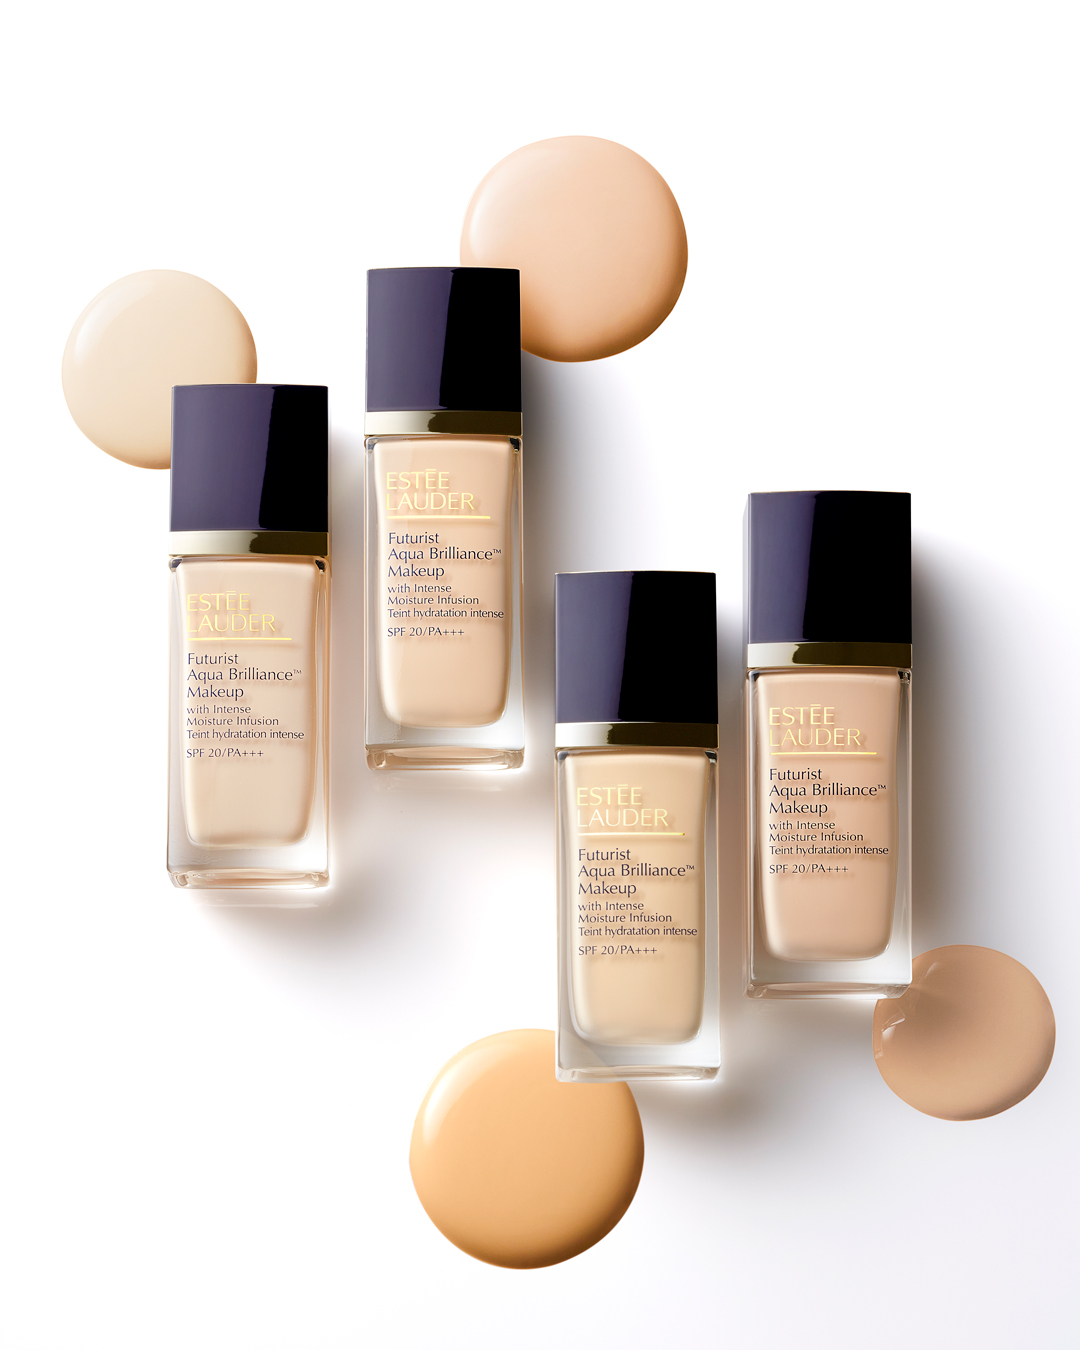 ESTĒE
LAUDER
Futurist
Aqua Brilliance™
Makeup
with Intense
Moisture Infusion
Teint hydratation intense
SPF 20/PA+++
ESTĒE
LAUDER
Futurist
Aqua Brilliance™
Makeup
with Intense
Moisture Infusion
Teint hydratation intense
SPF 20/PA+++
ESTĒE
LAUDER
Futurist
Aqua Brilliance™
Makeup
with Intense
Moisture Infusion
Teint hydratation intense
SPF 20/PA+++
ESTĒE
LAUDER
Futurist
Aqua Brilliance™
Makeup
with Intense
Moisture Infusion
Teint hydratation intense
SPF 20/PA+++